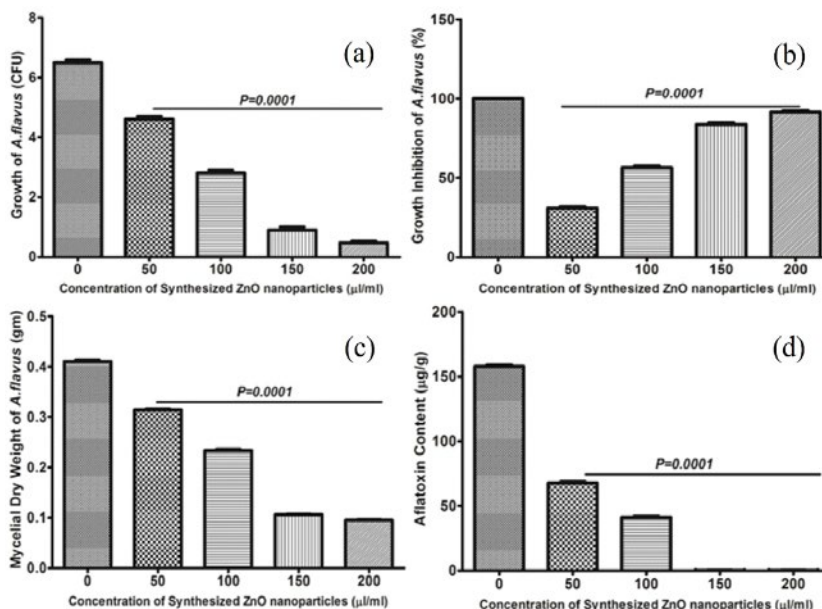 (a)
Growth of A.flavus (CFU)
8
6
4
2
0
P=0.0001
0 50 100 150 200
Concentration of Synthesized ZnO nanoparticles (µl/ml)
(b)
Growth Inhibition of A.flavus (%)
150
100
50
0
P=0.0001
0 50 100 150 200
Concentration of Synthesized ZnO nanoparticles (µl/ml)
(c)
Mycelial Dry Weight of A.flavus (gm)
0.5
0.4
0.3
0.2
0.1
0.0
P=0.0001
0 50 100 150 200
Concentration of Synthesized ZnO nanoparticles (µl/ml)
(d)
Aflatoxin Content (µg/g)
200
150
100
50
0
P=0.0001
0 50 100 150 200
Concentration of Synthesized ZnO nanoparticles (µl/ml)